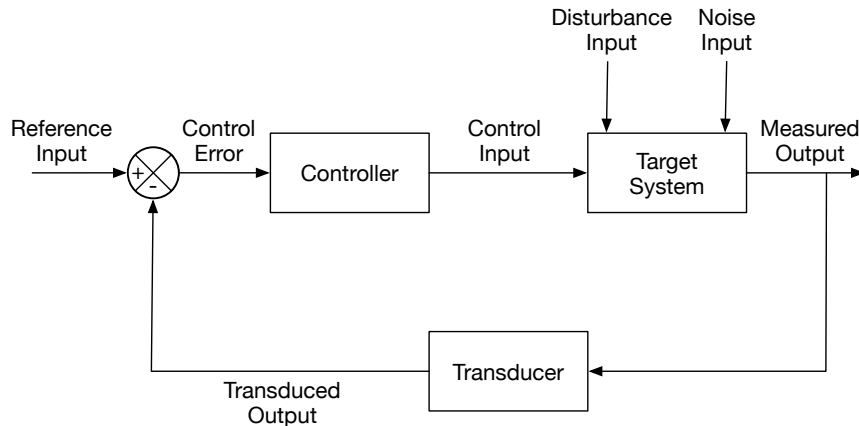 Disturbance
Input
Noise
Input
Reference
Input
Control
Error
Control
Input
Measured
Output
+
-
Controller
Target
System
Transducer
Transduced
Output